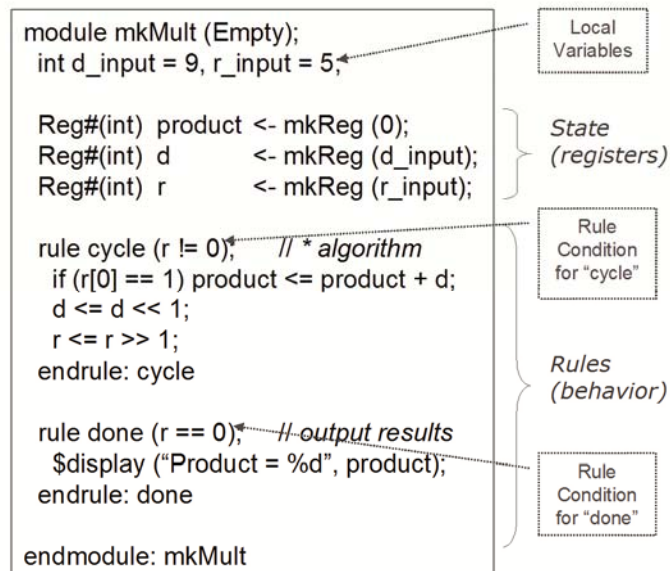 module mkMult (Empty);
int d_input = 9, r_input = 5;
Reg#(int) product <- mkReg (0);
Reg#(int) d <- mkReg (d_input);
Reg#(int) r <- mkReg (r_input);
rule cycle (r != 0); // * algorithm
if (r[0] == 1) product <= product + d;
d <= d << 1;
r <= r >> 1;
endrule: cycle
rule done (r == 0); // output results
$display (“Product = %d”, product);
endrule: done
endmodule: mkMult
Local
Variables
State
(registers)
Rule
Condition
for “cycle”
Rules
(behavior)
Rule
Condition
for “done”